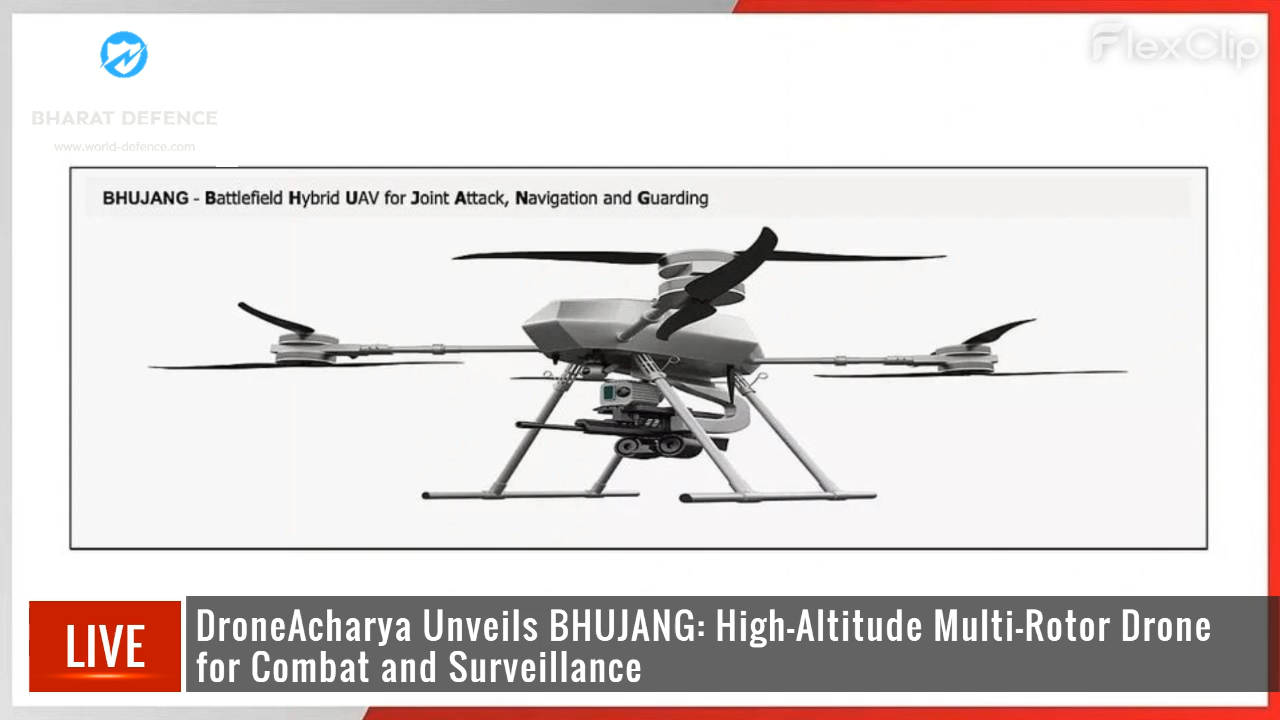 FlexClip
BHARAT DEFENCE
www.world-defence.com
BHUJANG - Battlefield Hybrid UAV for Joint Attack, Navigation and Guarding
LIVE
DroneAcharya Unveils BHUJANG: High-Altitude Multi-Rotor Drone
for Combat and Surveillance